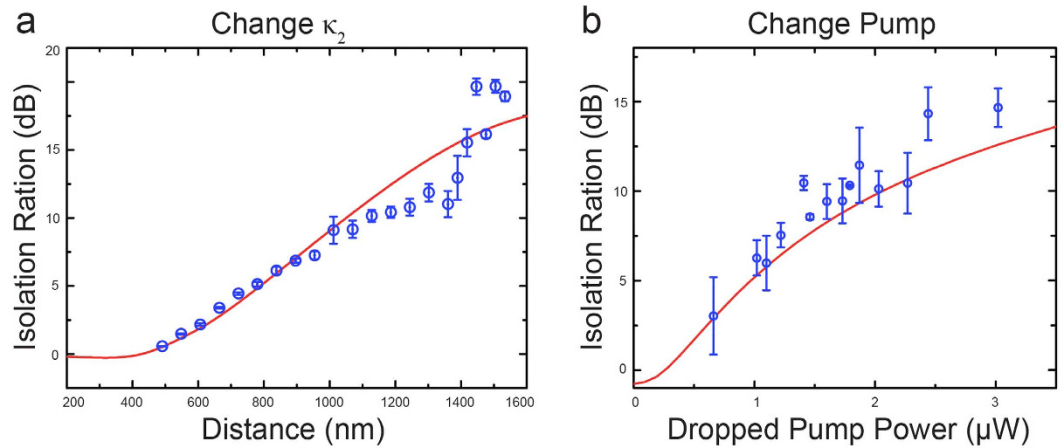 a
Change κ₂
Isolation Ration (dB)
20
15
10
5
0
200 400 600 800 1000 1200 1400 1600
Distance (nm)
b
Change Pump
Isolation Ration (dB)
15
10
5
0
0 1 2 3
Dropped Pump Power (μW)